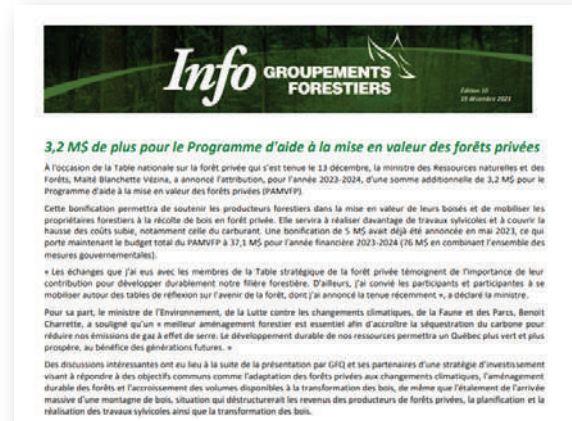 Info GROUPEMENTS
FORESTIERS
Édition 10
19 décembre 2023
3,2 M$ de plus pour le Programme d'aide à la mise en valeur des forêts privées
À l'occasion de la Table nationale sur la forêt privée qui s'est tenue le 13 décembre, la ministre des Ressources naturelles et des
Forêts, Maïté Blanchette Vézina, a annoncé l'attribution, pour l'année 2023-2024, d'une somme additionnelle de 3,2 M$ pour le
Programme d'aide à la mise en valeur des forêts privées (PAMVFP).
Cette bonification permettra de soutenir les producteurs forestiers dans la mise en valeur de leurs boisés et de mobiliser les
propriétaires forestiers à la récolte de bois en forêt privée. Elle servira à réaliser davantage de travaux sylvicoles et à couvrir la
hausse des coûts subie, notamment celle du carburant. Une bonification de 5 M$ avait déjà été annoncée en mai 2023, ce qui
porte maintenant le budget total du PAMVFP à 37,1 M$ pour l'année financière 2023-2024 (76 M$ en combinant l'ensemble des
mesures gouvernementales).
« Les échanges que j'ai eus avec les membres de la Table stratégique de la forêt privée témoignent de l'importance de leur
contribution pour développer durablement notre filière forestière. D'ailleurs, j'ai convié les participants et participantes à se
mobiliser autour des tables de réflexion sur l'avenir de la forêt, dont j'ai annoncé la tenue récemment », a déclaré la ministre.
Pour sa part, le ministre de l'Environnement, de la Lutte contre les changements climatiques, de la Faune et des Parcs, Benoit
Charrette, a souligné qu'un « meilleur aménagement forestier est essentiel afin d'accroître la séquestration du carbone pour
réduire nos émissions de gaz à effet de serre. Le développement durable de nos ressources permettra un Québec plus vert et plus
prospère, au bénéfice des générations futures. »
Des discussions intéressantes ont eu lieu à la suite de la présentation par GFQ et ses partenaires d'une stratégie d'investissement
visant à répondre à des objectifs communs comme l'adaptation des forêts privées aux changements climatiques, l'aménagement
durable des forêts et l'accroissement des volumes disponibles à la transformation des bois, de même que l'étalement de l'arrivée
massive d'une montagne de bois, situation qui déstructurerait les revenus des producteurs de forêts privées, la planification et la
réalisation des travaux sylvicoles ainsi que la transformation des bois.